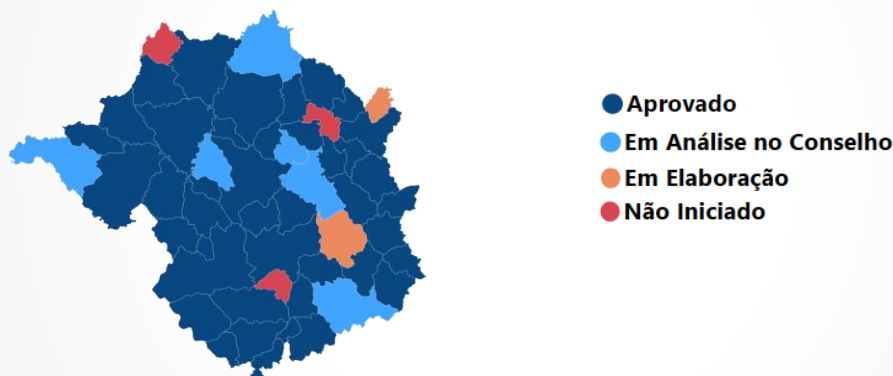 Aprovado
Em Análise no Conselho
Em Elaboração
Não Iniciado